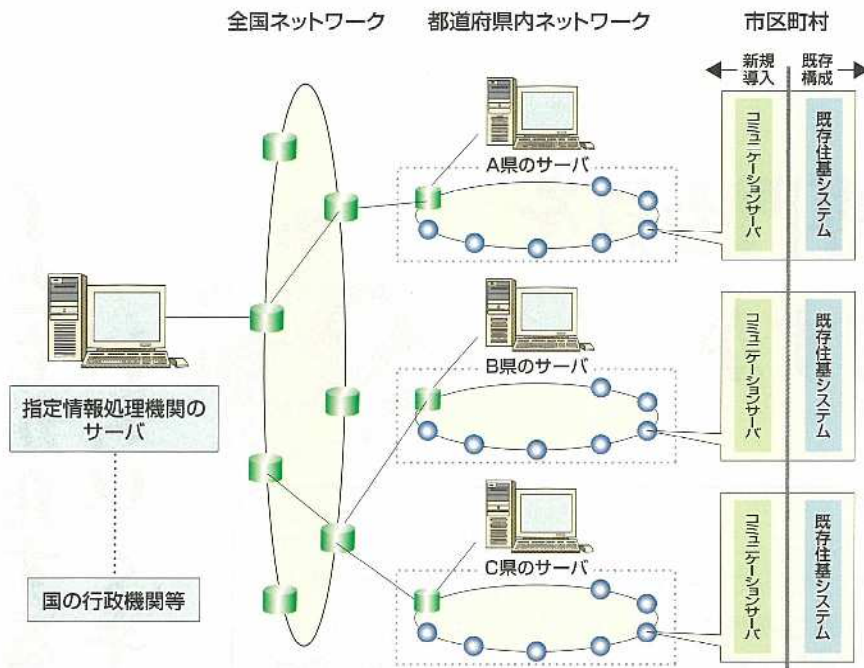 全国ネットワーク
都道府県内ネットワーク
市区町村
新規
導入
既存
構成
A県のサーバ
コミュニケーションサーバ
既存住基システム
指定情報処理機関の
サーバ
国の行政機関等
B県のサーバ
コミュニケーションサーバ
既存住基システム
C県のサーバ
コミュニケーションサーバ
既存住基システム